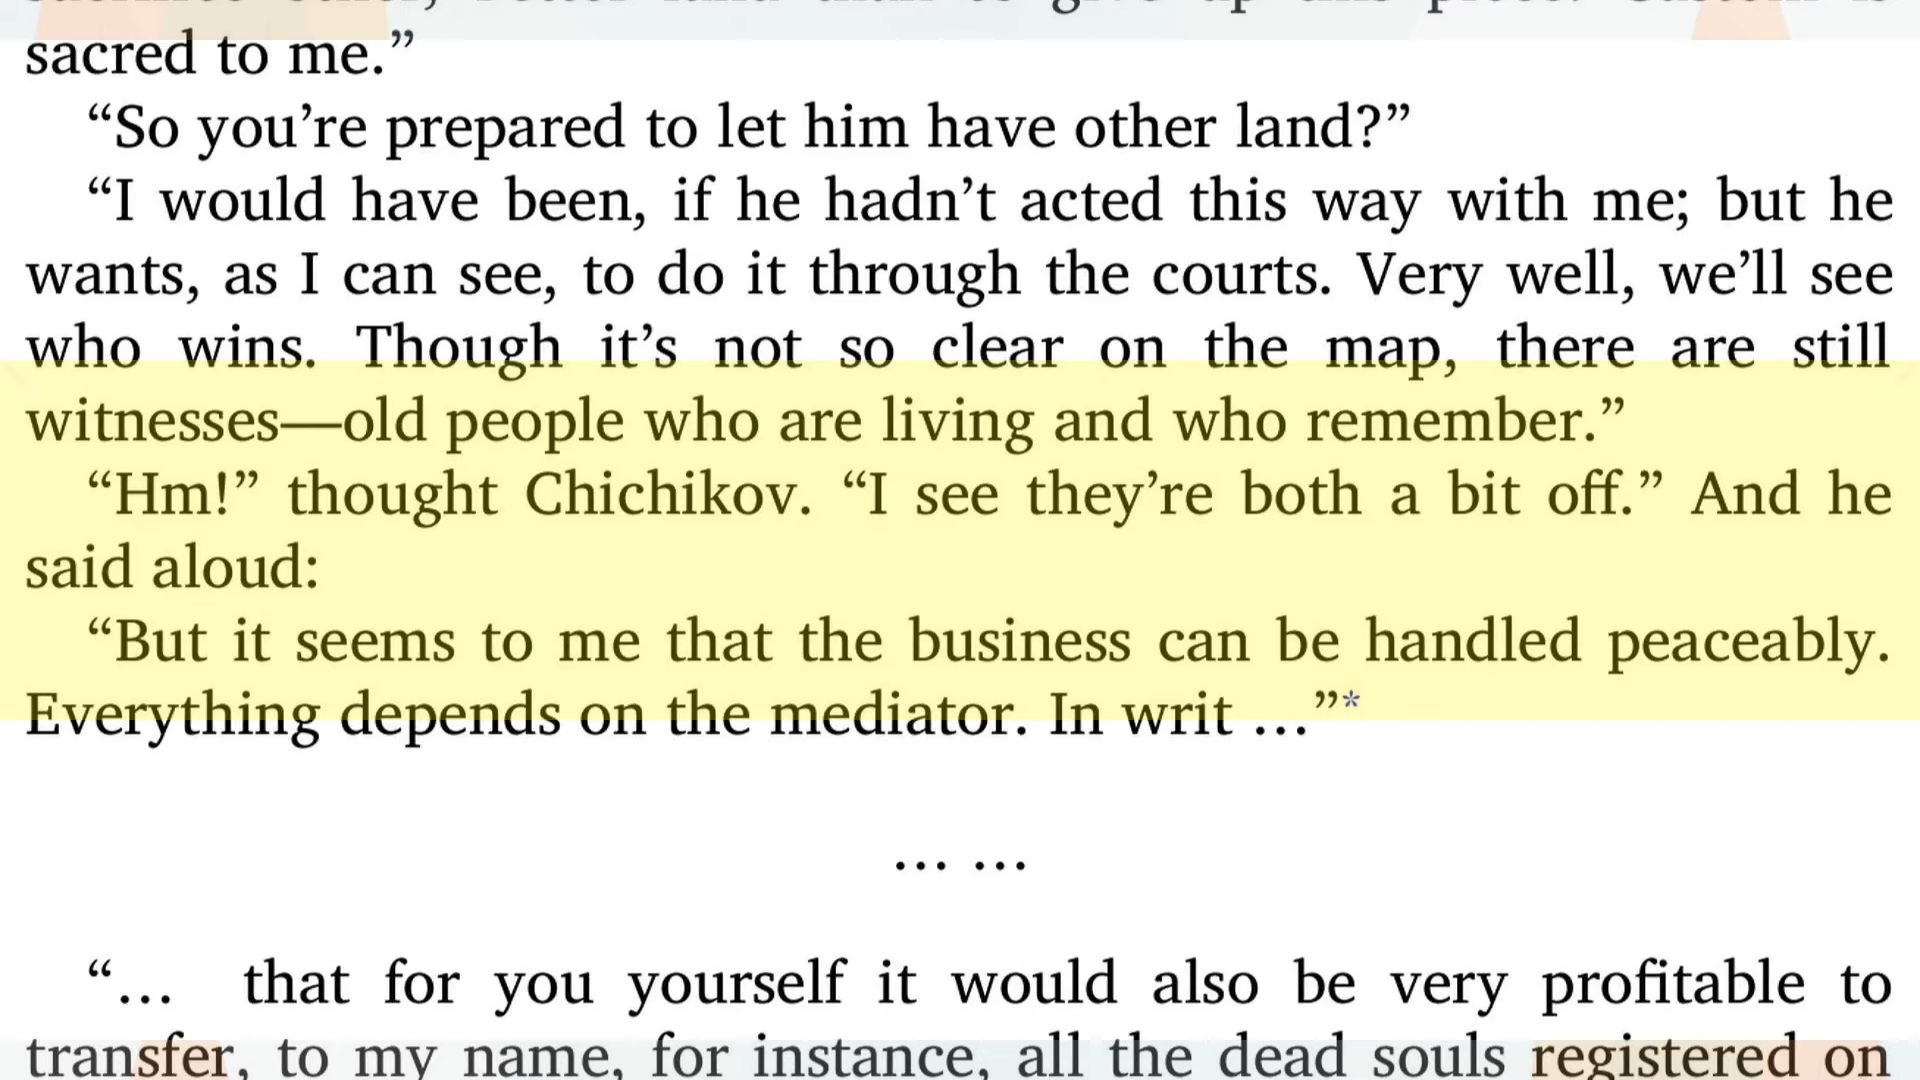 sacred to me.”
“So you’re prepared to let him have other land?”
“I would have been, if he hadn’t acted this way with me; but he
wants, as I can see, to do it through the courts. Very well, we’ll see
who wins. Though it’s not so clear on the map, there are still
witnesses—old people who are living and who remember.”
“Hm!” thought Chichikov. “I see they’re both a bit off.” And he
said aloud:
“But it seems to me that the business can be handled peaceably.
Everything depends on the mediator. In writ …”*
… …
“… that for you yourself it would also be very profitable to
transfer, to my name, for instance, all the dead souls registered on